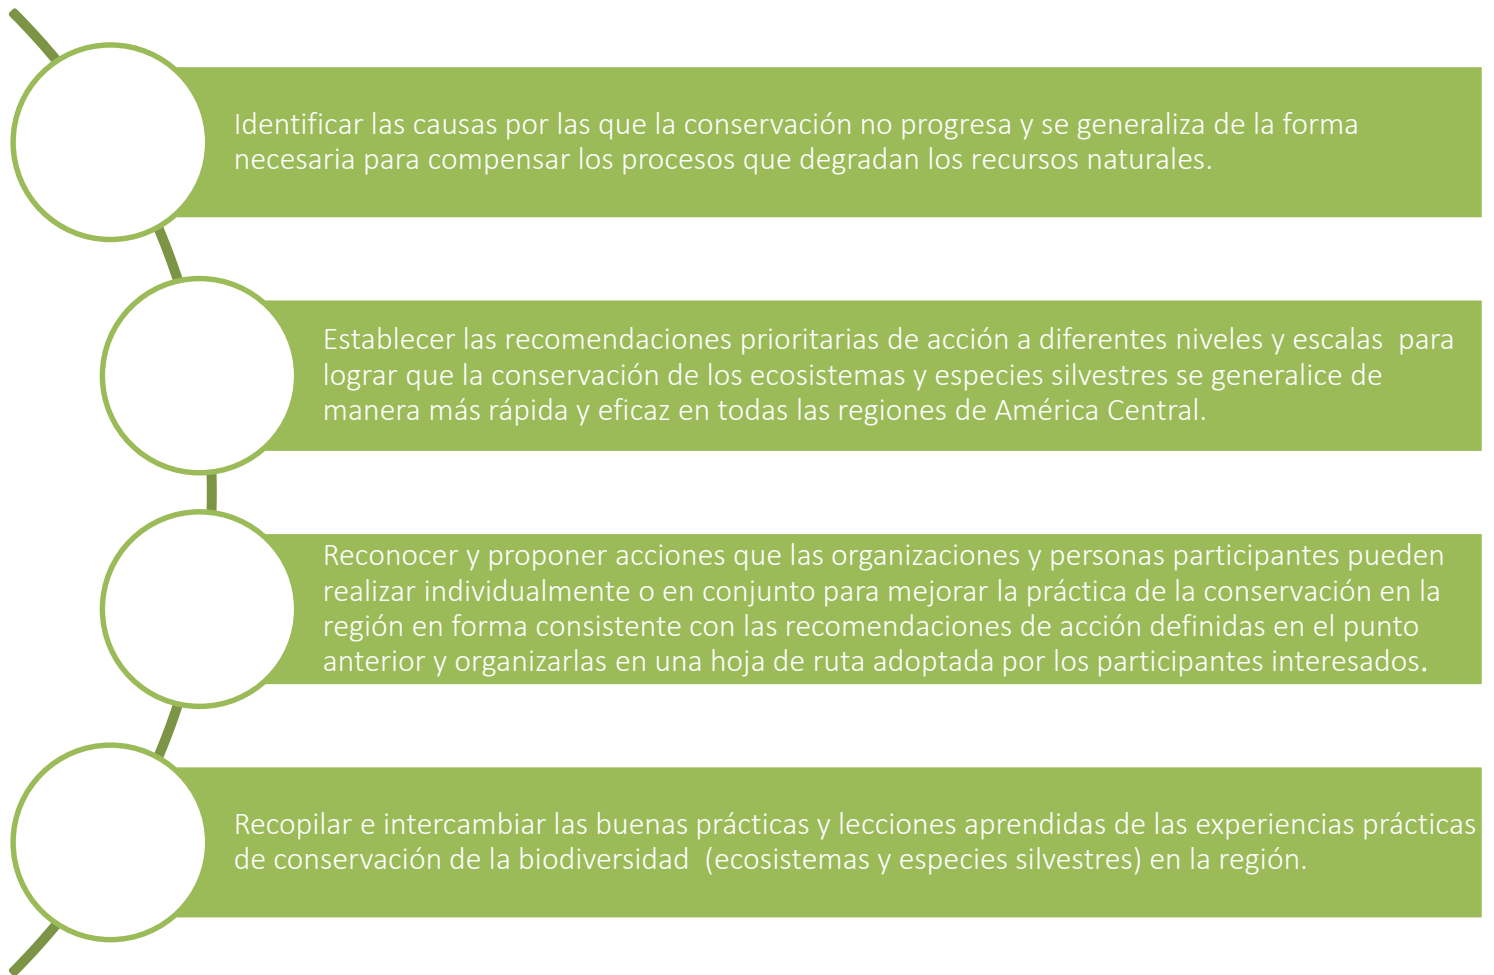 Identificar las causas por las que la conservación no progresa y se generaliza de la forma
necesaria para compensar los procesos que degradan los recursos naturales.
Establecer las recomendaciones prioritarias de acción a diferentes niveles y escalas  para
lograr que la conservación de los ecosistemas y especies silvestres se generalice de
manera más rápida y eficaz en todas las regiones de América Central.
Reconocer y proponer acciones que las organizaciones y personas participantes pueden
realizar individualmente o en conjunto para mejorar la práctica de la conservación en la
región en forma consistente con las recomendaciones de acción definidas en el punto
anterior y organizarlas en una hoja de ruta adoptada por los participantes interesados.
Recopilar e intercambiar las buenas prácticas y lecciones aprendidas de las experiencias prácticas
de conservación de la biodiversidad  (ecosistemas y especies silvestres) en la región.